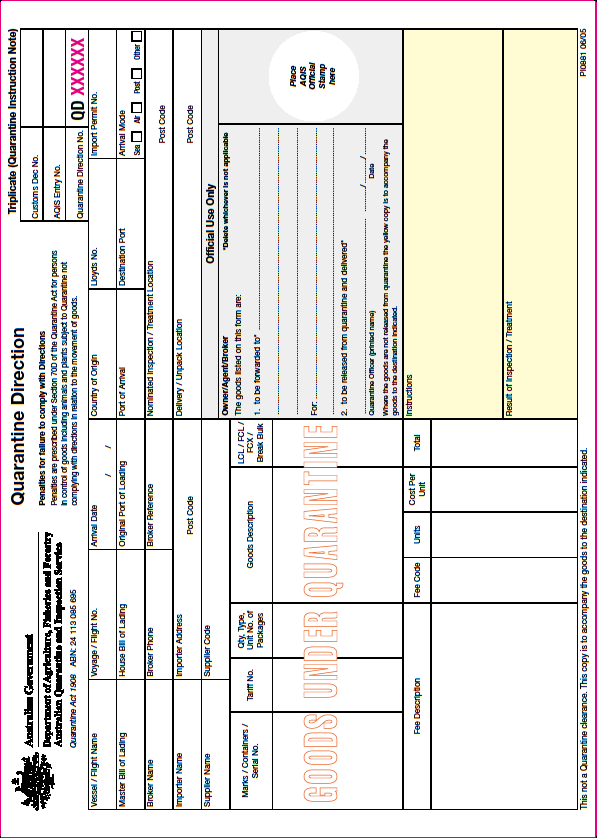 Australian Government
Department of Agriculture, Fisheries and Forestry
Australian Quarantine and Inspection Service
Quarantine Act 1908 ABN: 24 113 085 695
Quarantine Direction
Penalties for failure to comply with Directions
Penalties are prescribed under Section 70D of the Quarantine Act for persons
in control of goods including animals and plants subject to Quarantine not
complying with directions in relation to the movement of goods.
Triplicate (Quarantine Instruction Note)
Customs Dec No.
AQIS Entry No.
Quarantine Direction No. QD XXXXXX
Vessel / Flight Name Voyage / Flight No. Arrival Date / / Country of Origin Lloyds No. Import Permit No.
Master Bill of Lading House Bill of Lading Original Port of Loading Port of Arrival Destination Port Arrival Mode
Sea Air Post Other
Broker Name Broker Phone Broker Reference Nominated Inspection / Treatment Location Post Code
Importer Name Importer Address Post Code Delivery / Unpack Location Post Code
Supplier Name Supplier Code
Official Use Only
Marks / Containers /
Serial No.
Tariff No.
Qty, Type,
Unit No. of
Packages
Goods Description
LCL / FCL /
FCX /
Break Bulk
GOODS UNDER QUARANTINE
Owner/Agent/Broker *Delete whichever is not applicable
The goods listed on this form are:
1. to be forwarded to*
For:
2. to be released from quarantine and delivered*
/ /
Quarantine Officer (printed name) Date
Where the goods are not released from quarantine the yellow copy is to accompany the
goods to the destination indicated.
Place
AQIS
Official
Stamp
here
Fee Description Fee Code Units Cost Per
Unit
Total
Instructions
Result of Inspection / Treatment
This not a Quarantine clearance. This copy is to accompany the goods to the destination indicated.
PI0881 06/05